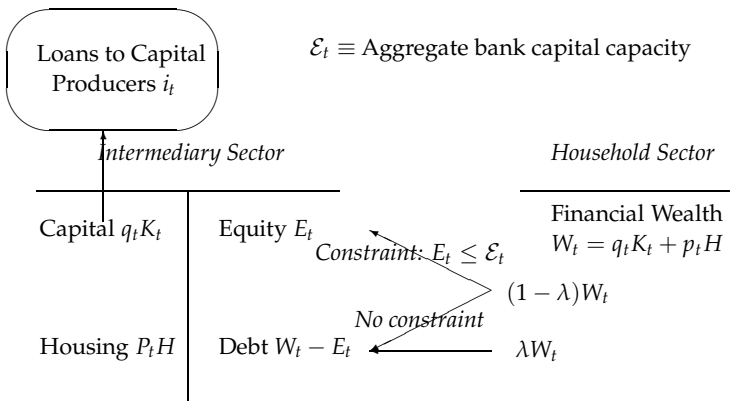 Loans to Capital
Producers i_t
ℰ_t ≡ Aggregate bank capital capacity
Intermediary Sector
Household Sector
Capital q_tK_t
Equity E_t
Financial Wealth
W_t = q_tK_t + p_tH
Constraint: E_t ≤ ℰ_t
(1 − λ)W_t
No constraint
Housing P_tH
Debt W_t − E_t
λW_t